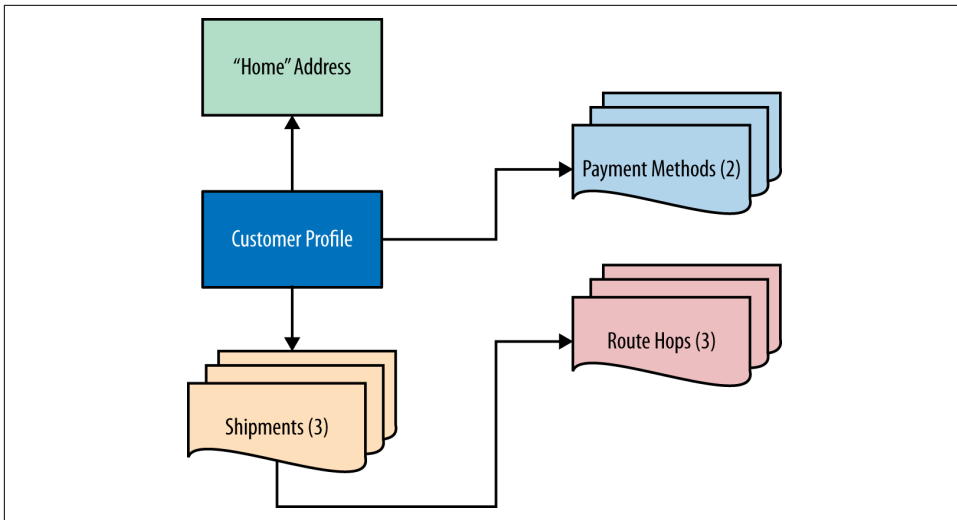 “Home” Address
Payment Methods (2)
Customer Profile
Route Hops (3)
Shipments (3)